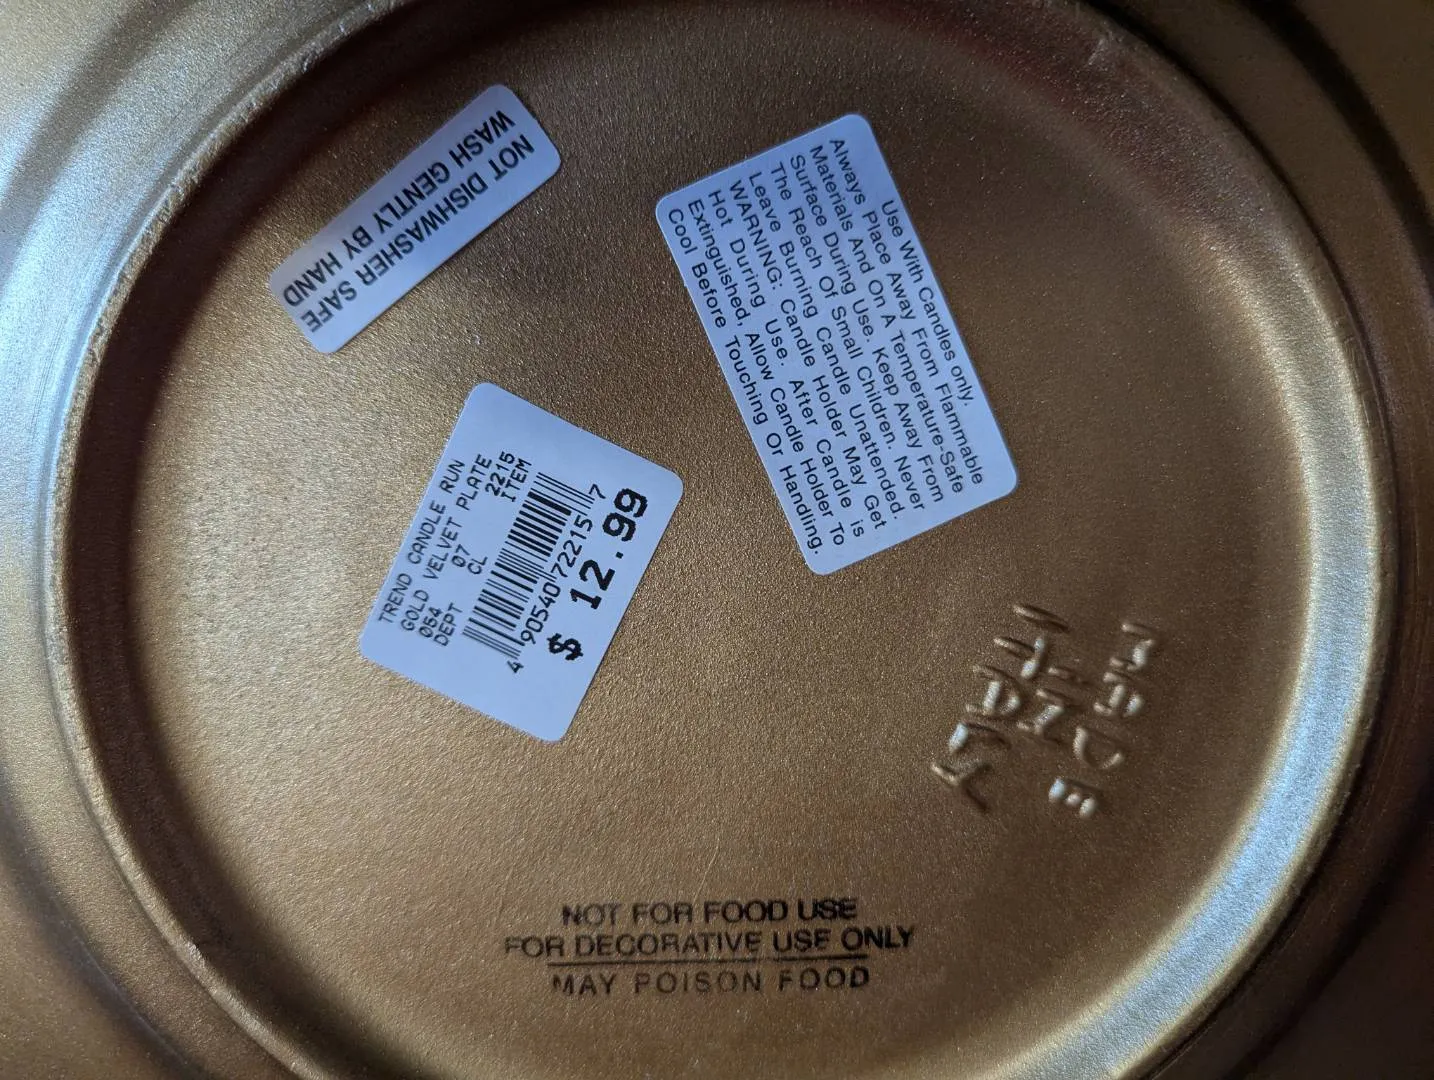 NOT DISHWASHER SAFE
WASH GENTLY BY HAND
Use With Candles only.
Always Place Away From Flammable
Materials And On A Temperature-Safe
Surface During Use. Keep Away From
The Reach Of Small Children. Never
Leave Burning Candle Unattended.
WARNING: Candle Holder May Get
Hot During Use. After Candle is
Extinguished, Allow Candle Holder To
Cool Before Touching Or Handling.
TREND CANDLE RUN
GOLD VELVET PLATE
054 07 2215
DEPT CL ITEM
4 90540 72215 7
$ 12.99
MADE
IN
NOT FOR FOOD USE
FOR DECORATIVE USE ONLY
MAY POISON FOOD